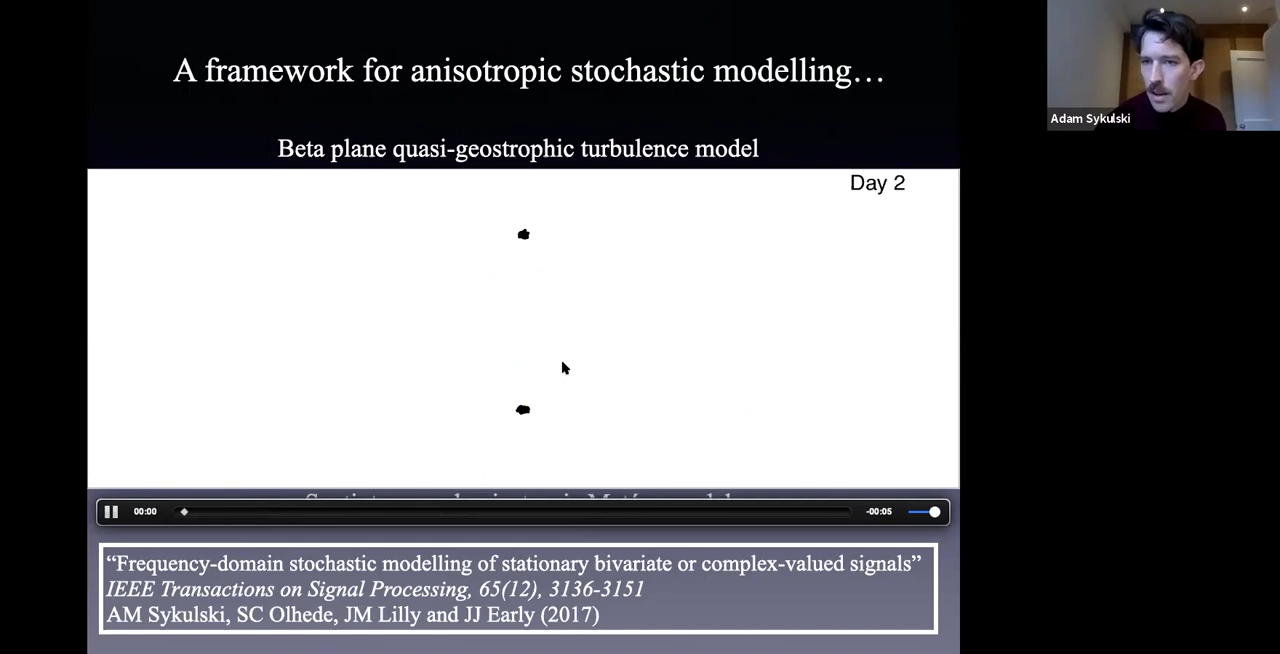 A framework for anisotropic stochastic modelling…
Adam Sykulski
Beta plane quasi-geostrophic turbulence model
Day 2
00:00
-00:05
“Frequency-domain stochastic modelling of stationary bivariate or complex-valued signals”
IEEE Transactions on Signal Processing, 65(12), 3136-3151
AM Sykulski, SC Olhede, JM Lilly and JJ Early (2017)